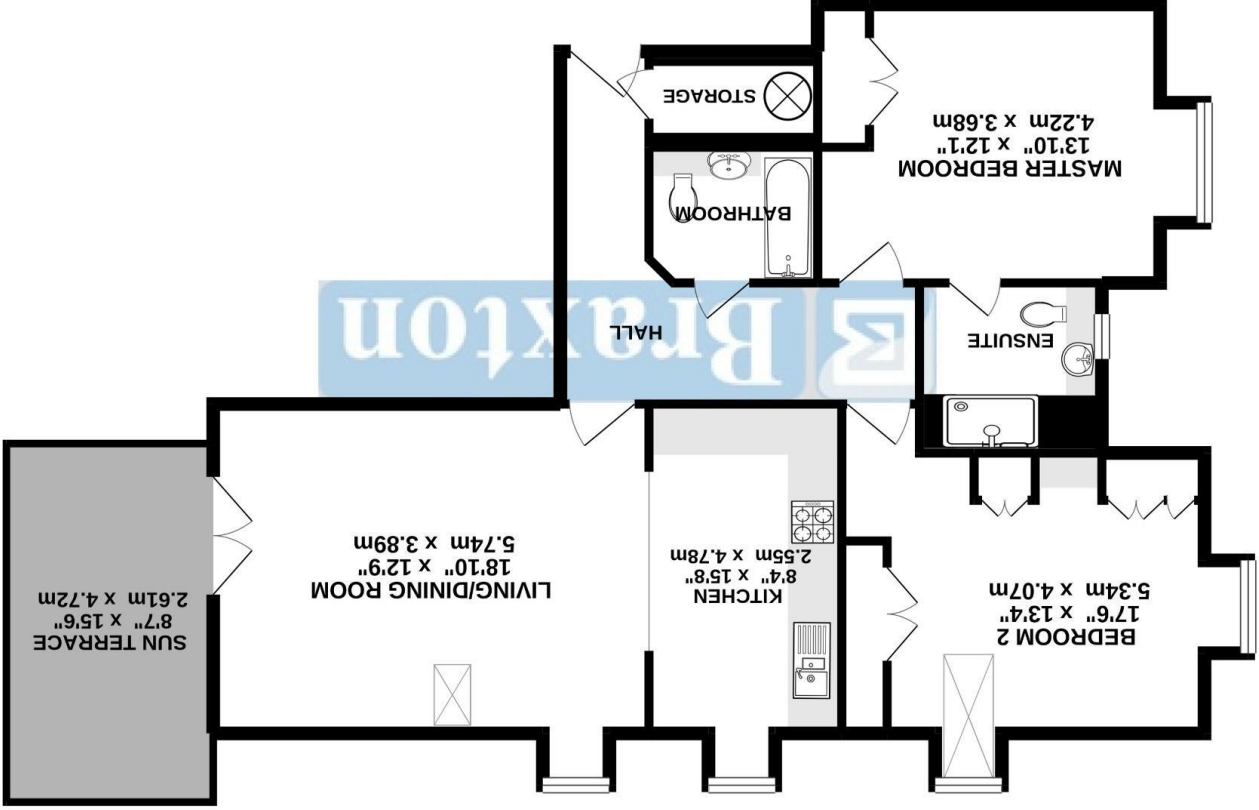 SUN TERRACE
8'7" x 15'6"
2.61m x 4.72m
LIVING/DINING ROOM
18'10" x 12'9"
5.74m x 3.89m
KITCHEN
8'4" x 15'8"
2.55m x 4.78m
BEDROOM 2
17'6" x 13'4"
5.34m x 4.07m
HALL
ENSUITE
Braxton
BATHROOM
MASTER BEDROOM
13'10" x 12'1"
4.22m x 3.68m
STORAGE